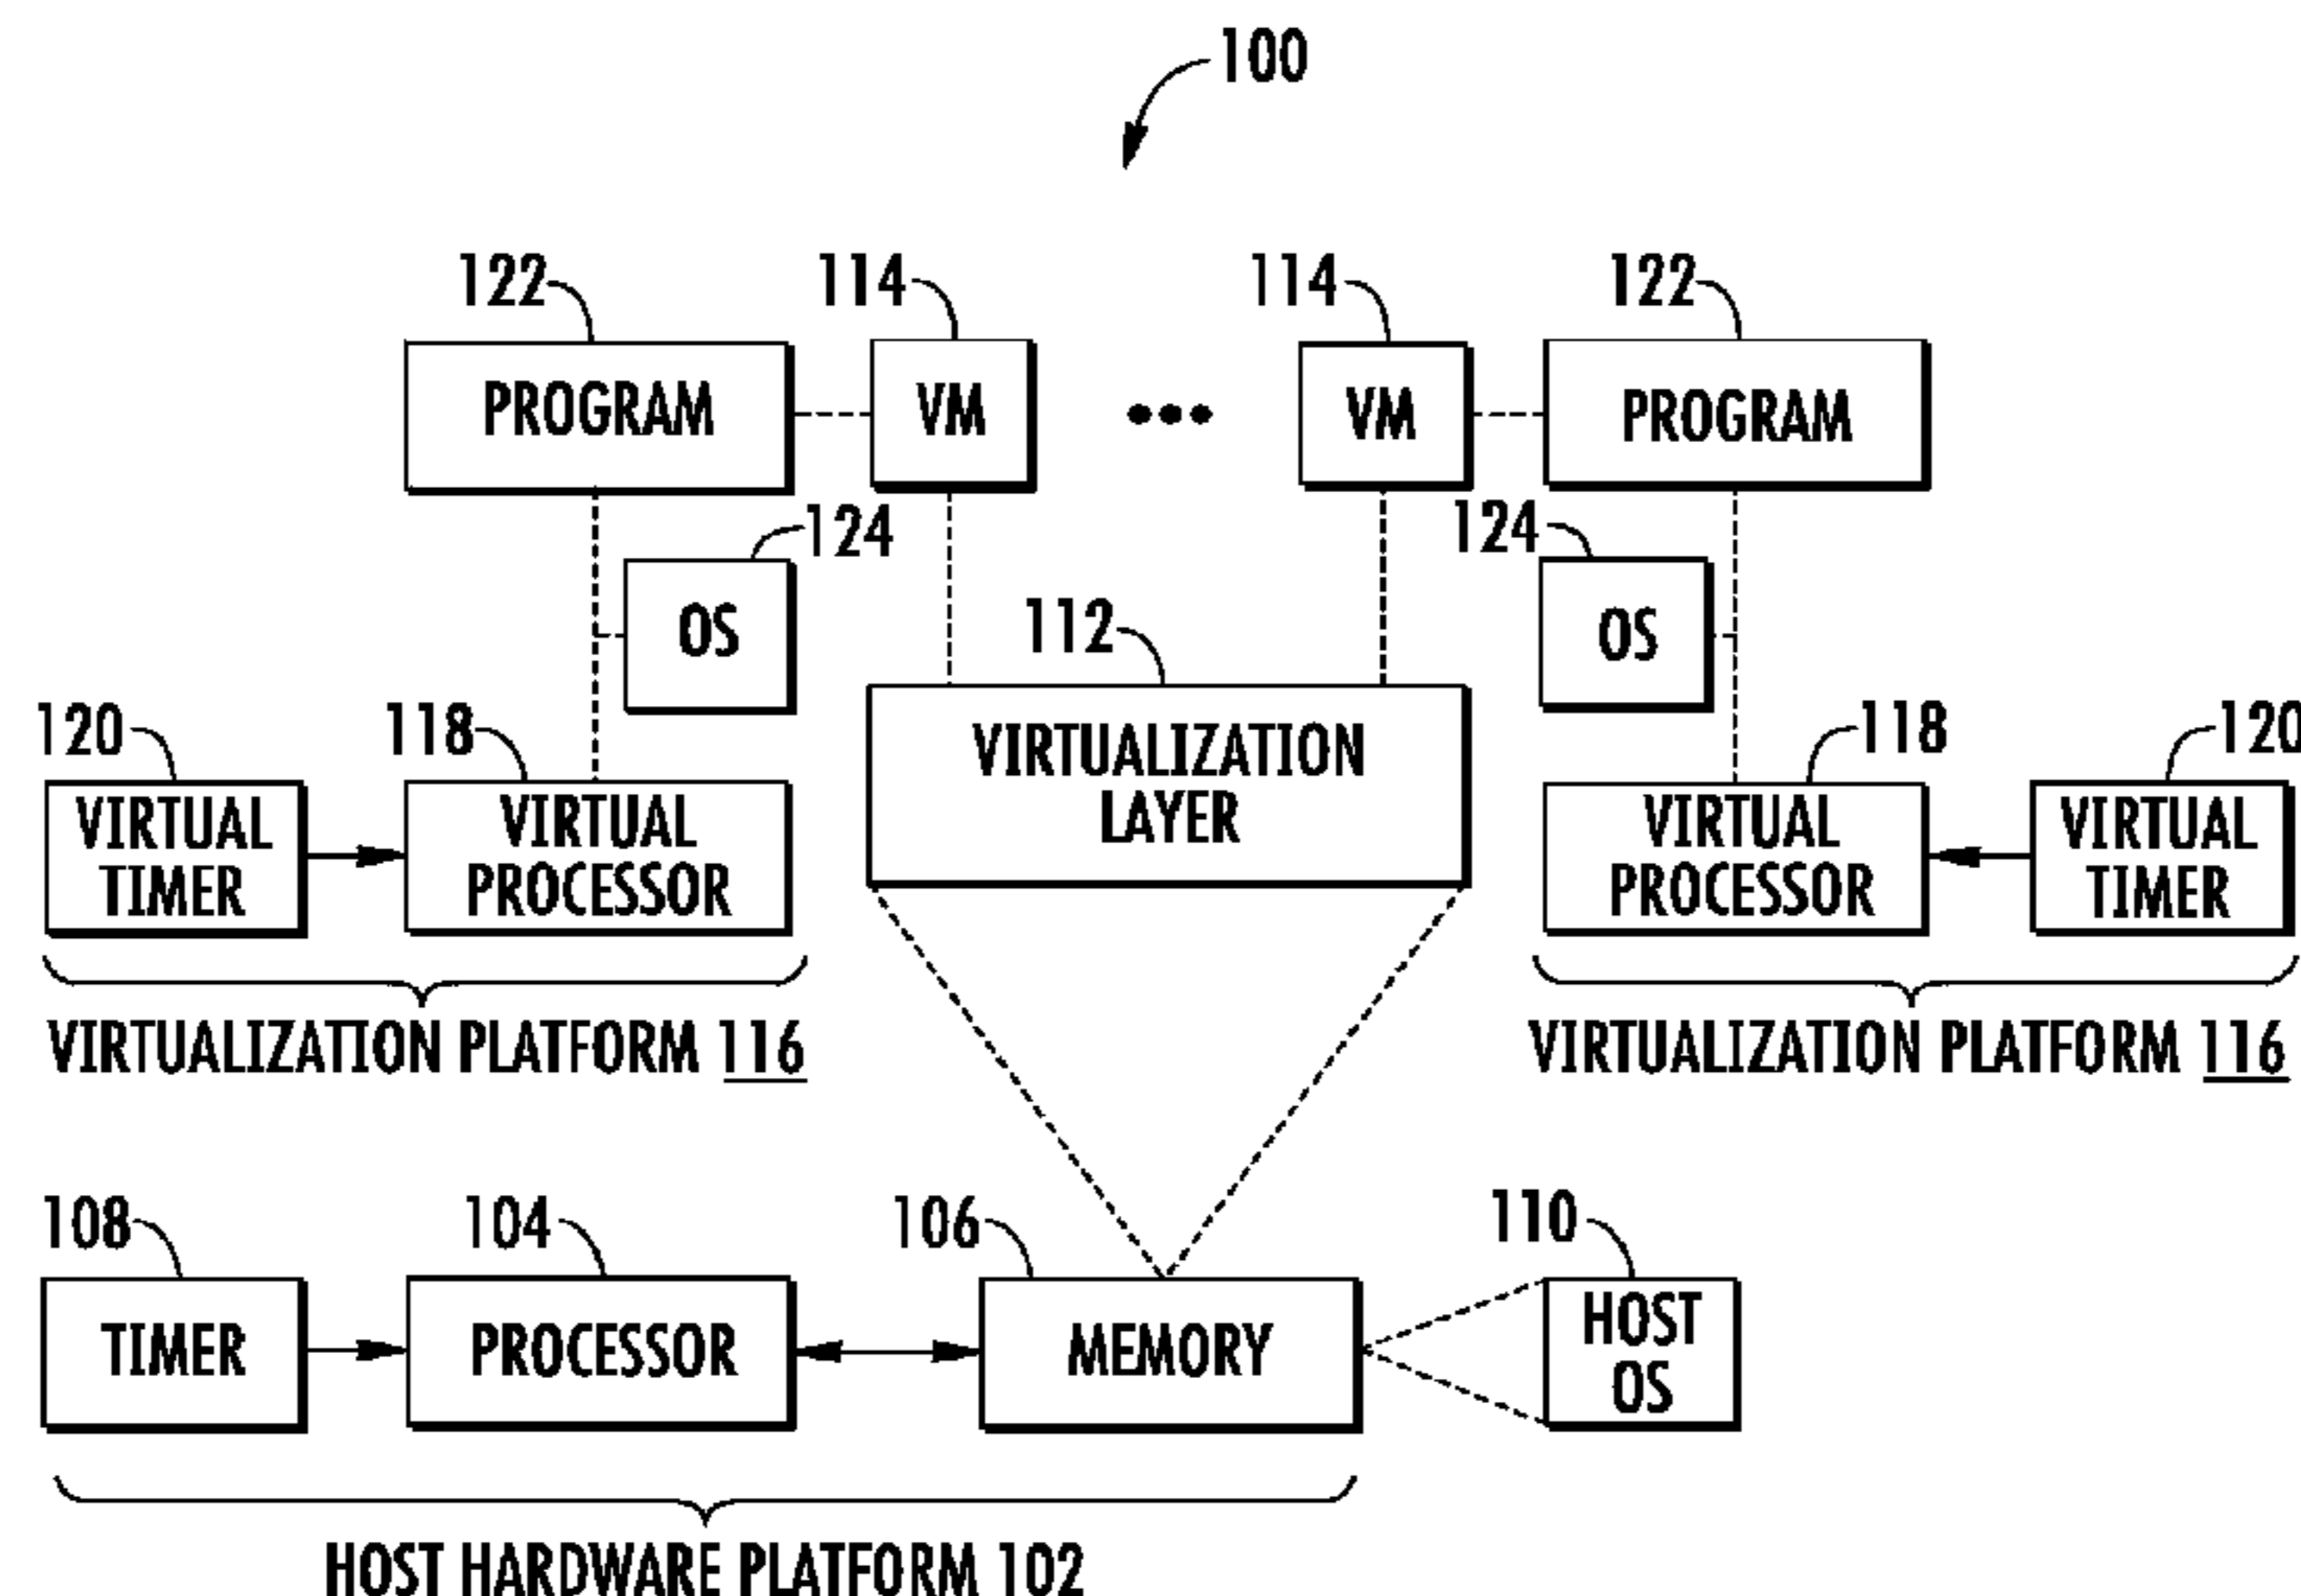 100
122
114
114
122
PROGRAM
VM
VM
PROGRAM
124
124
OS
OS
112
120
118
VIRTUALIZATION
LAYER
118
120
VIRTUAL
TIMER
VIRTUAL
PROCESSOR
VIRTUAL
PROCESSOR
VIRTUAL
TIMER
VIRTUALIZATION PLATFORM 116
VIRTUALIZATION PLATFORM 116
108
104
106
110
TIMER
PROCESSOR
MEMORY
HOST
OS
HOST HARDWARE PLATFORM 102